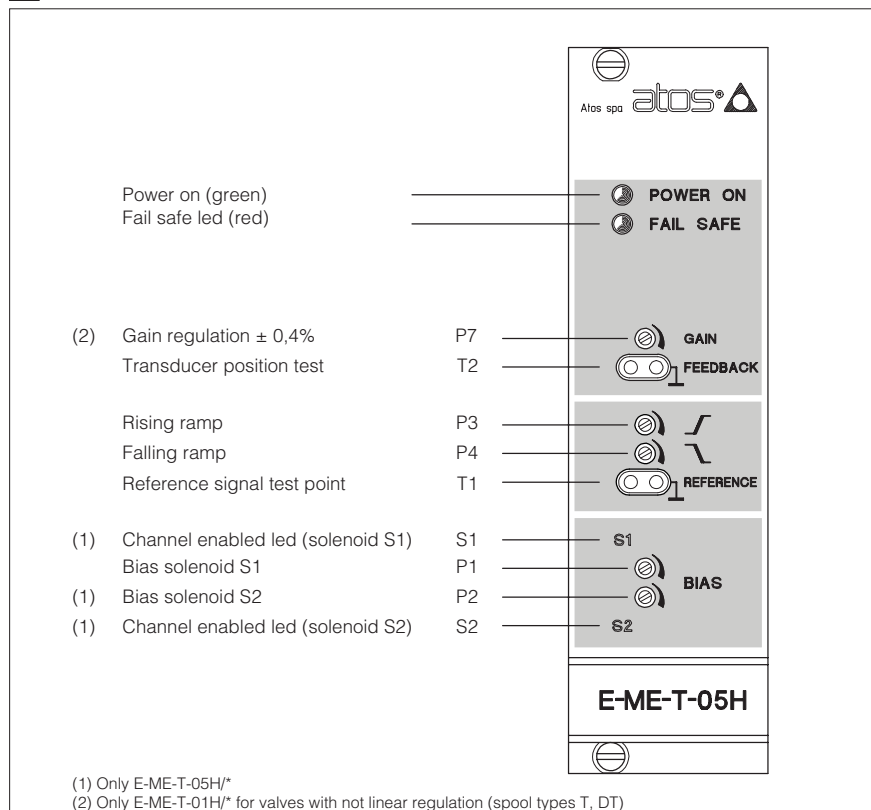 Atos spa atos®
Power on (green) POWER ON
Fail safe led (red) FAIL SAFE
(2) Gain regulation ± 0,4% P7 GAIN
Transducer position test T2 FEEDBACK
Rising ramp P3
Falling ramp P4
Reference signal test point T1 REFERENCE
(1) Channel enabled led (solenoid S1) S1 S1
Bias solenoid S1 P1
BIAS
(1) Bias solenoid S2 P2
(1) Channel enabled led (solenoid S2) S2 S2
E-ME-T-05H
(1) Only E-ME-T-05H/*
(2) Only E-ME-T-01H/* for valves with not linear regulation (spool types T, DT)